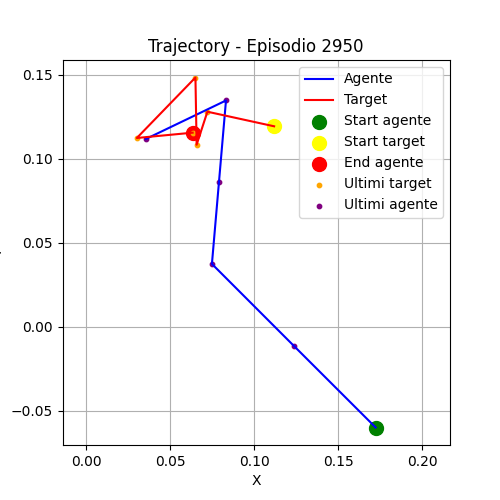 Trajectory - Episodio 2950
0.15
0.10
0.05
0.00
−0.05
Agente
Target
Start agente
Start target
End agente
Ultimi target
Ultimi agente
0.00 0.05 0.10 0.15 0.20
X